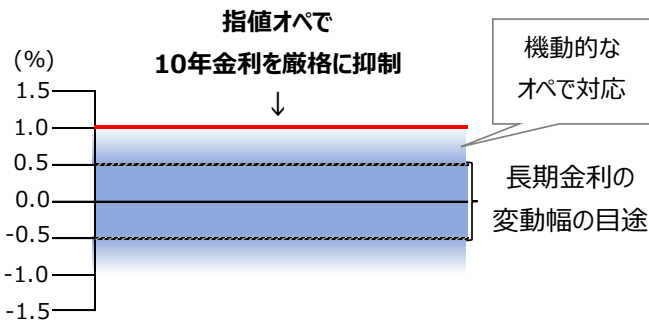 指値オペで
10年金利を厳格に抑制
↓
機動的な
オペで対応
(%)
1.5
1.0
0.5
0.0
-0.5
-1.0
-1.5
長期金利の
変動幅の目途